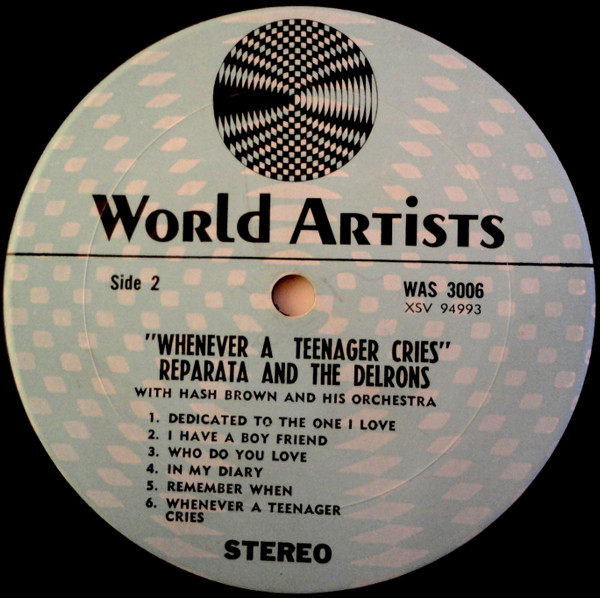 World Artists
Side 2
WAS 3006
XSV 94993
"WHENEVER A TEENAGER CRIES"
REPARATA AND THE DELRONS
WITH HASH BROWN AND HIS ORCHESTRA
1. DEDICATED TO THE ONE I LOVE
2. I HAVE A BOY FRIEND
3. WHO DO YOU LOVE
4. IN MY DIARY
5. REMEMBER WHEN
6. WHENEVER A TEENAGER
CRIES
STEREO